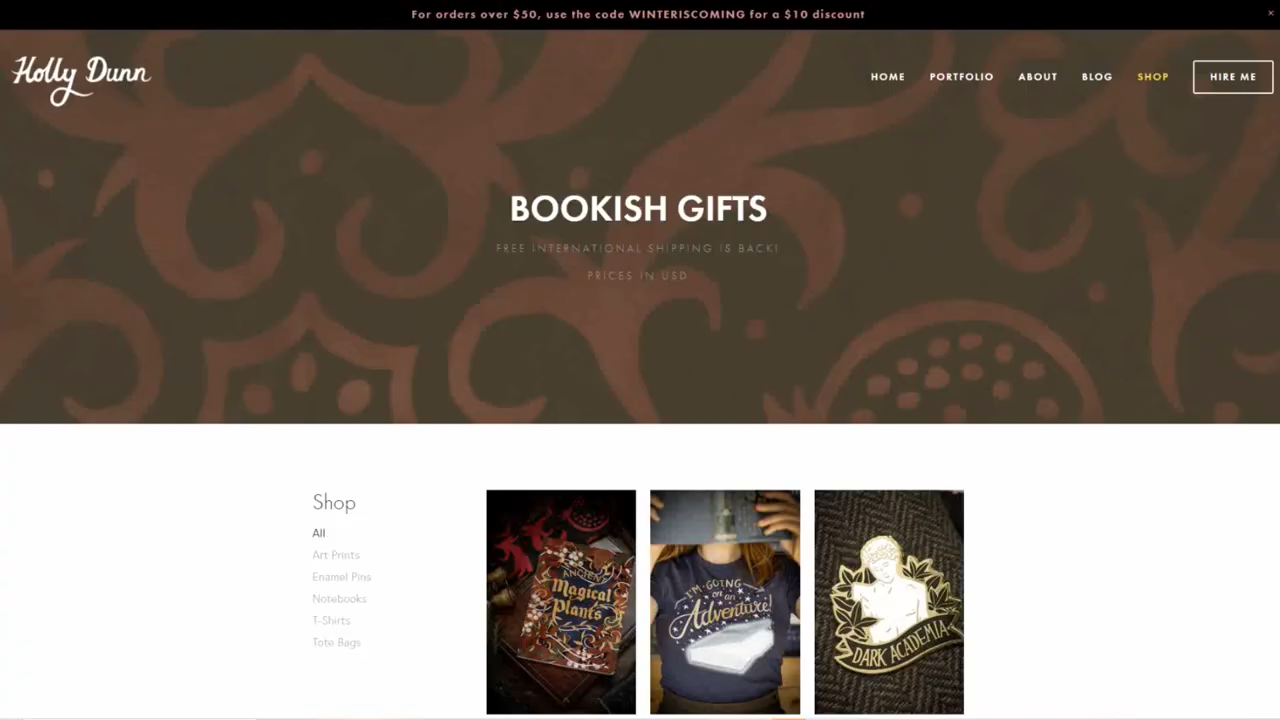 For orders over $50, use the code WINTERISCOMING for a $10 discount
×
Holly Dunn
HOME PORTFOLIO ABOUT BLOG SHOP HIRE ME
BOOKISH GIFTS
FREE INTERNATIONAL SHIPPING IS BACK!
PRICES IN USD
Shop
All
Art Prints
Enamel Pins
Notebooks
T-Shirts
Tote Bags
ANCIENT
Magical
Plants
I'M GOING
on an
Adventure!
DARK ACADEMIA